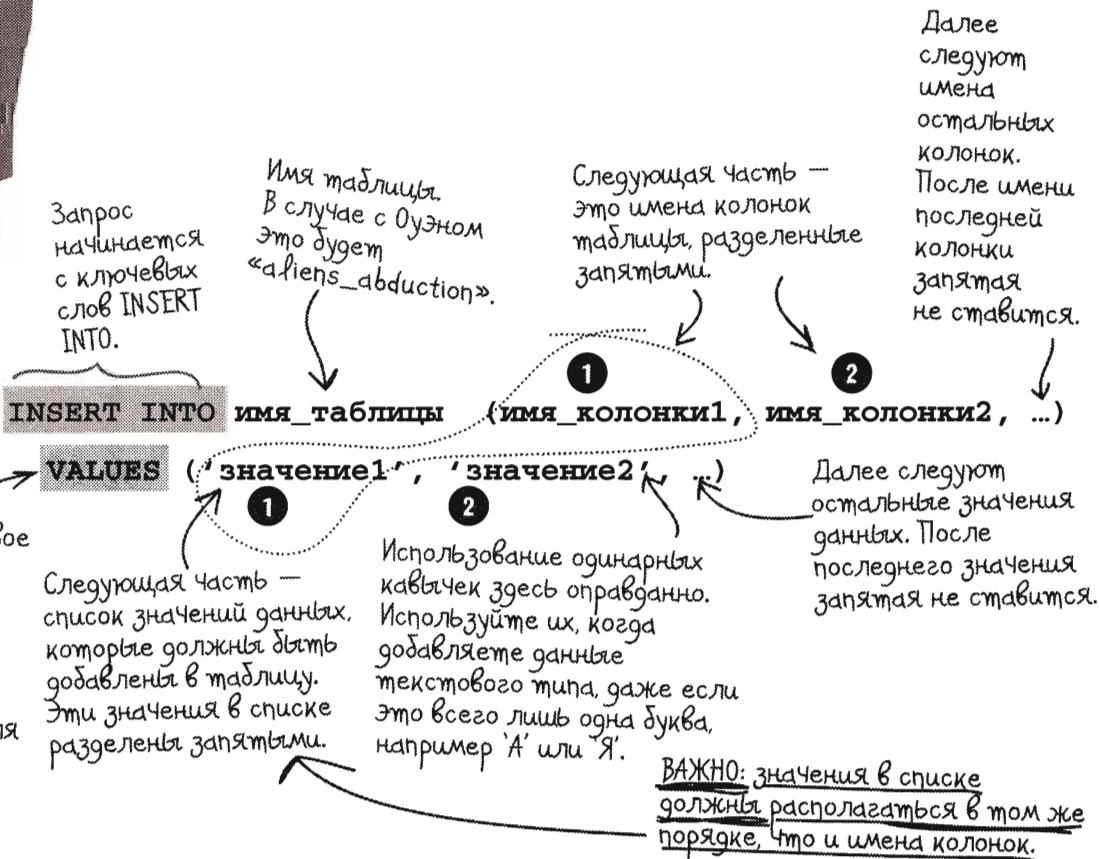 Далее
следуют
имена
остальных
колонок.
После имени
последней
колонки
запятая
не ставится.
Следующая часть —
это имена колонок
таблицы, разделенные
запятыми.
Имя таблицы.
В случае с Оуэном
это будет
«aliens_abduction».
Запрос
начинается
с ключевых
слов INSERT
INTO.
1 2
INSERT INTO имя_таблицы (имя_колонки1, имя_колонки2, …)
VALUES ('значение1', 'значение2', …)
1 2
Далее следуют
остальные значения
данных. После
последнего значения
запятая не ставится.
Следующая часть —
список значений данных,
которые должны быть
добавлены в таблицу.
Эти значения в списке
разделены запятыми.
Использование одинарных
кавычек здесь оправданно.
Используйте их, когда
добавляете данные
текстового типа, даже если
это всего лишь одна буква,
например 'А' или 'Я'.
ВАЖНО: значения в списке
должны располагаться в том же
порядке, что и имена колонок.